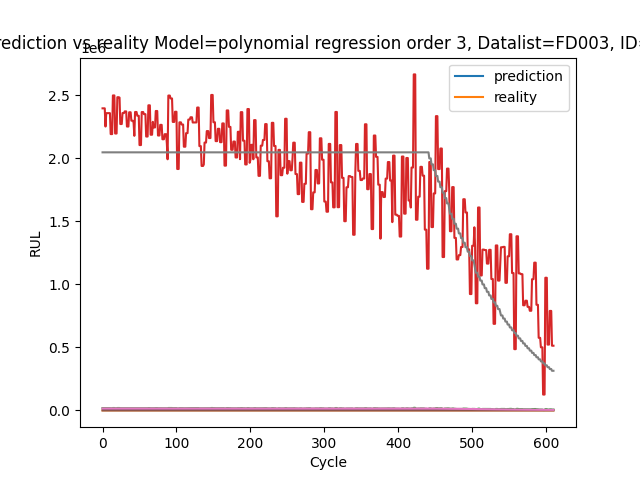 rediction vs reality Model=polynomial regression order 3, Datalist=FD003, ID=
1e6
prediction
reality
2.5
2.0
1.5
1.0
0.5
0.0
RUL
0 100 200 300 400 500 600
Cycle